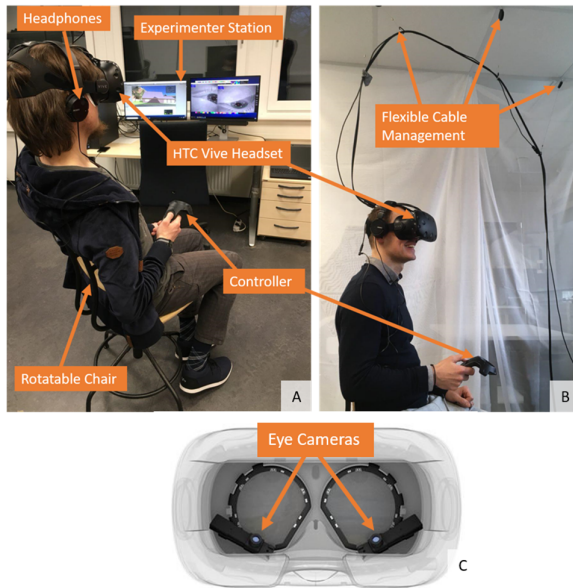 Headphones
Experimenter Station
HTC Vive Headset
Flexible Cable
Management
Controller
Rotatable Chair
A
B
Eye Cameras
C